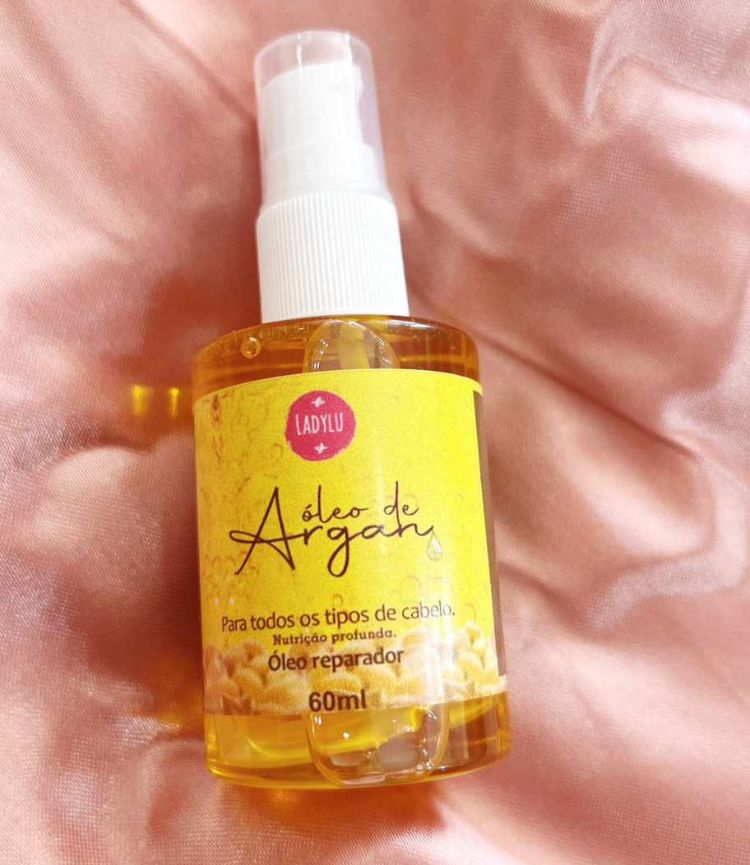 LADYLU
óleo de
Argan
Para todos os tipos de cabelo.
Nutrição profunda.
Óleo reparador
60ml